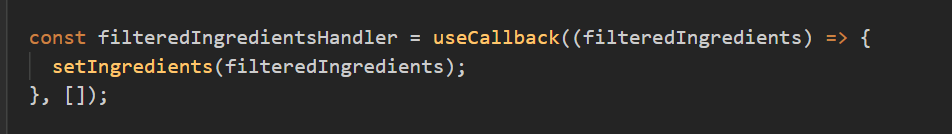 const filteredIngredientsHandler = useCallback((filteredIngredients) => {
  setIngredients(filteredIngredients);
}, []);